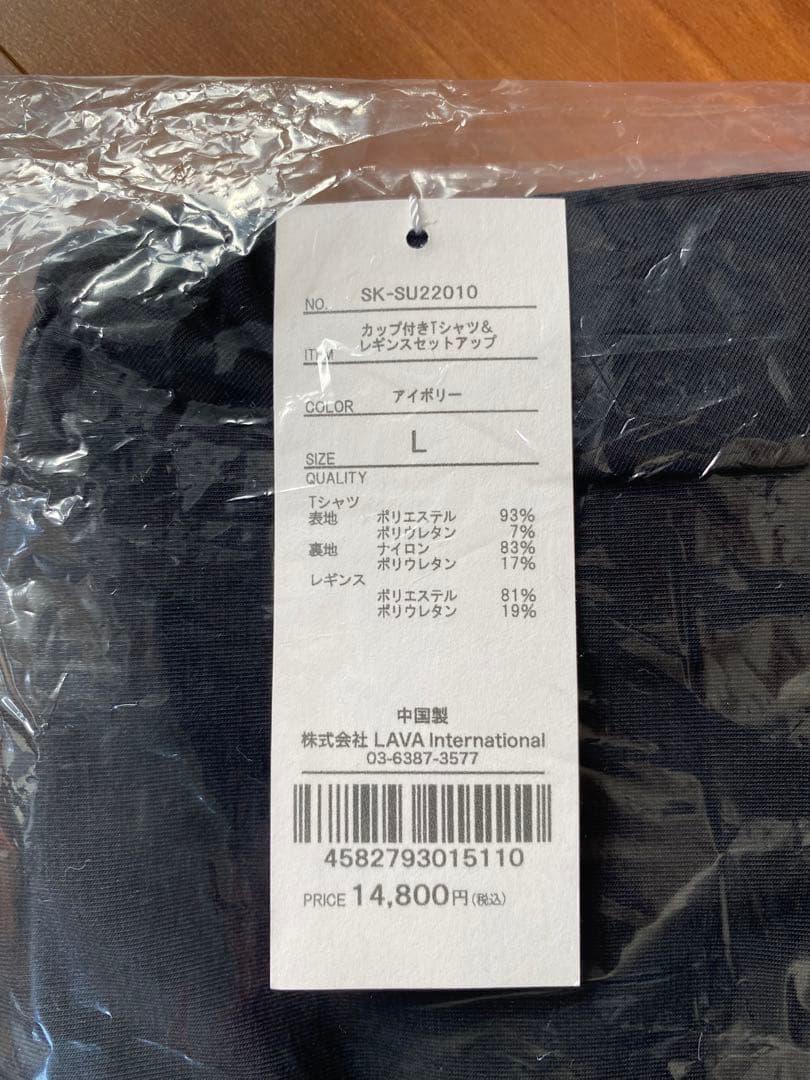 NO. SK-SU22010
カップ付きTシャツ&
レギンスセットアップ
ITEM
COLOR アイボリー
SIZE L
QUALITY
Tシャツ
表地 ポリエステル 93%
ポリウレタン 7%
裏地 ナイロン 83%
ポリウレタン 17%
レギンス
ポリエステル 81%
ポリウレタン 19%
中国製
株式会社 LAVA International
03-6387-3577
4582793015110
PRICE 14,800円(税込)